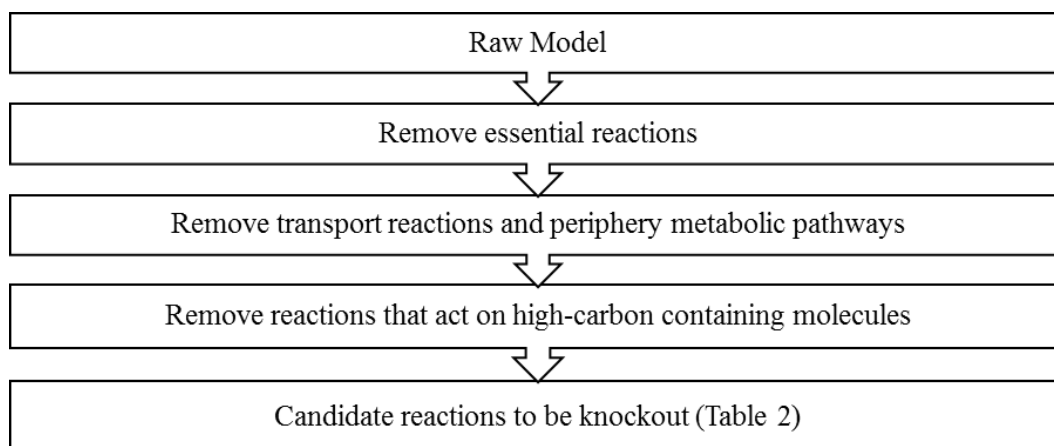 Raw Model
Remove essential reactions
Remove transport reactions and periphery metabolic pathways
Remove reactions that act on high-carbon containing molecules
Candidate reactions to be knockout (Table 2)